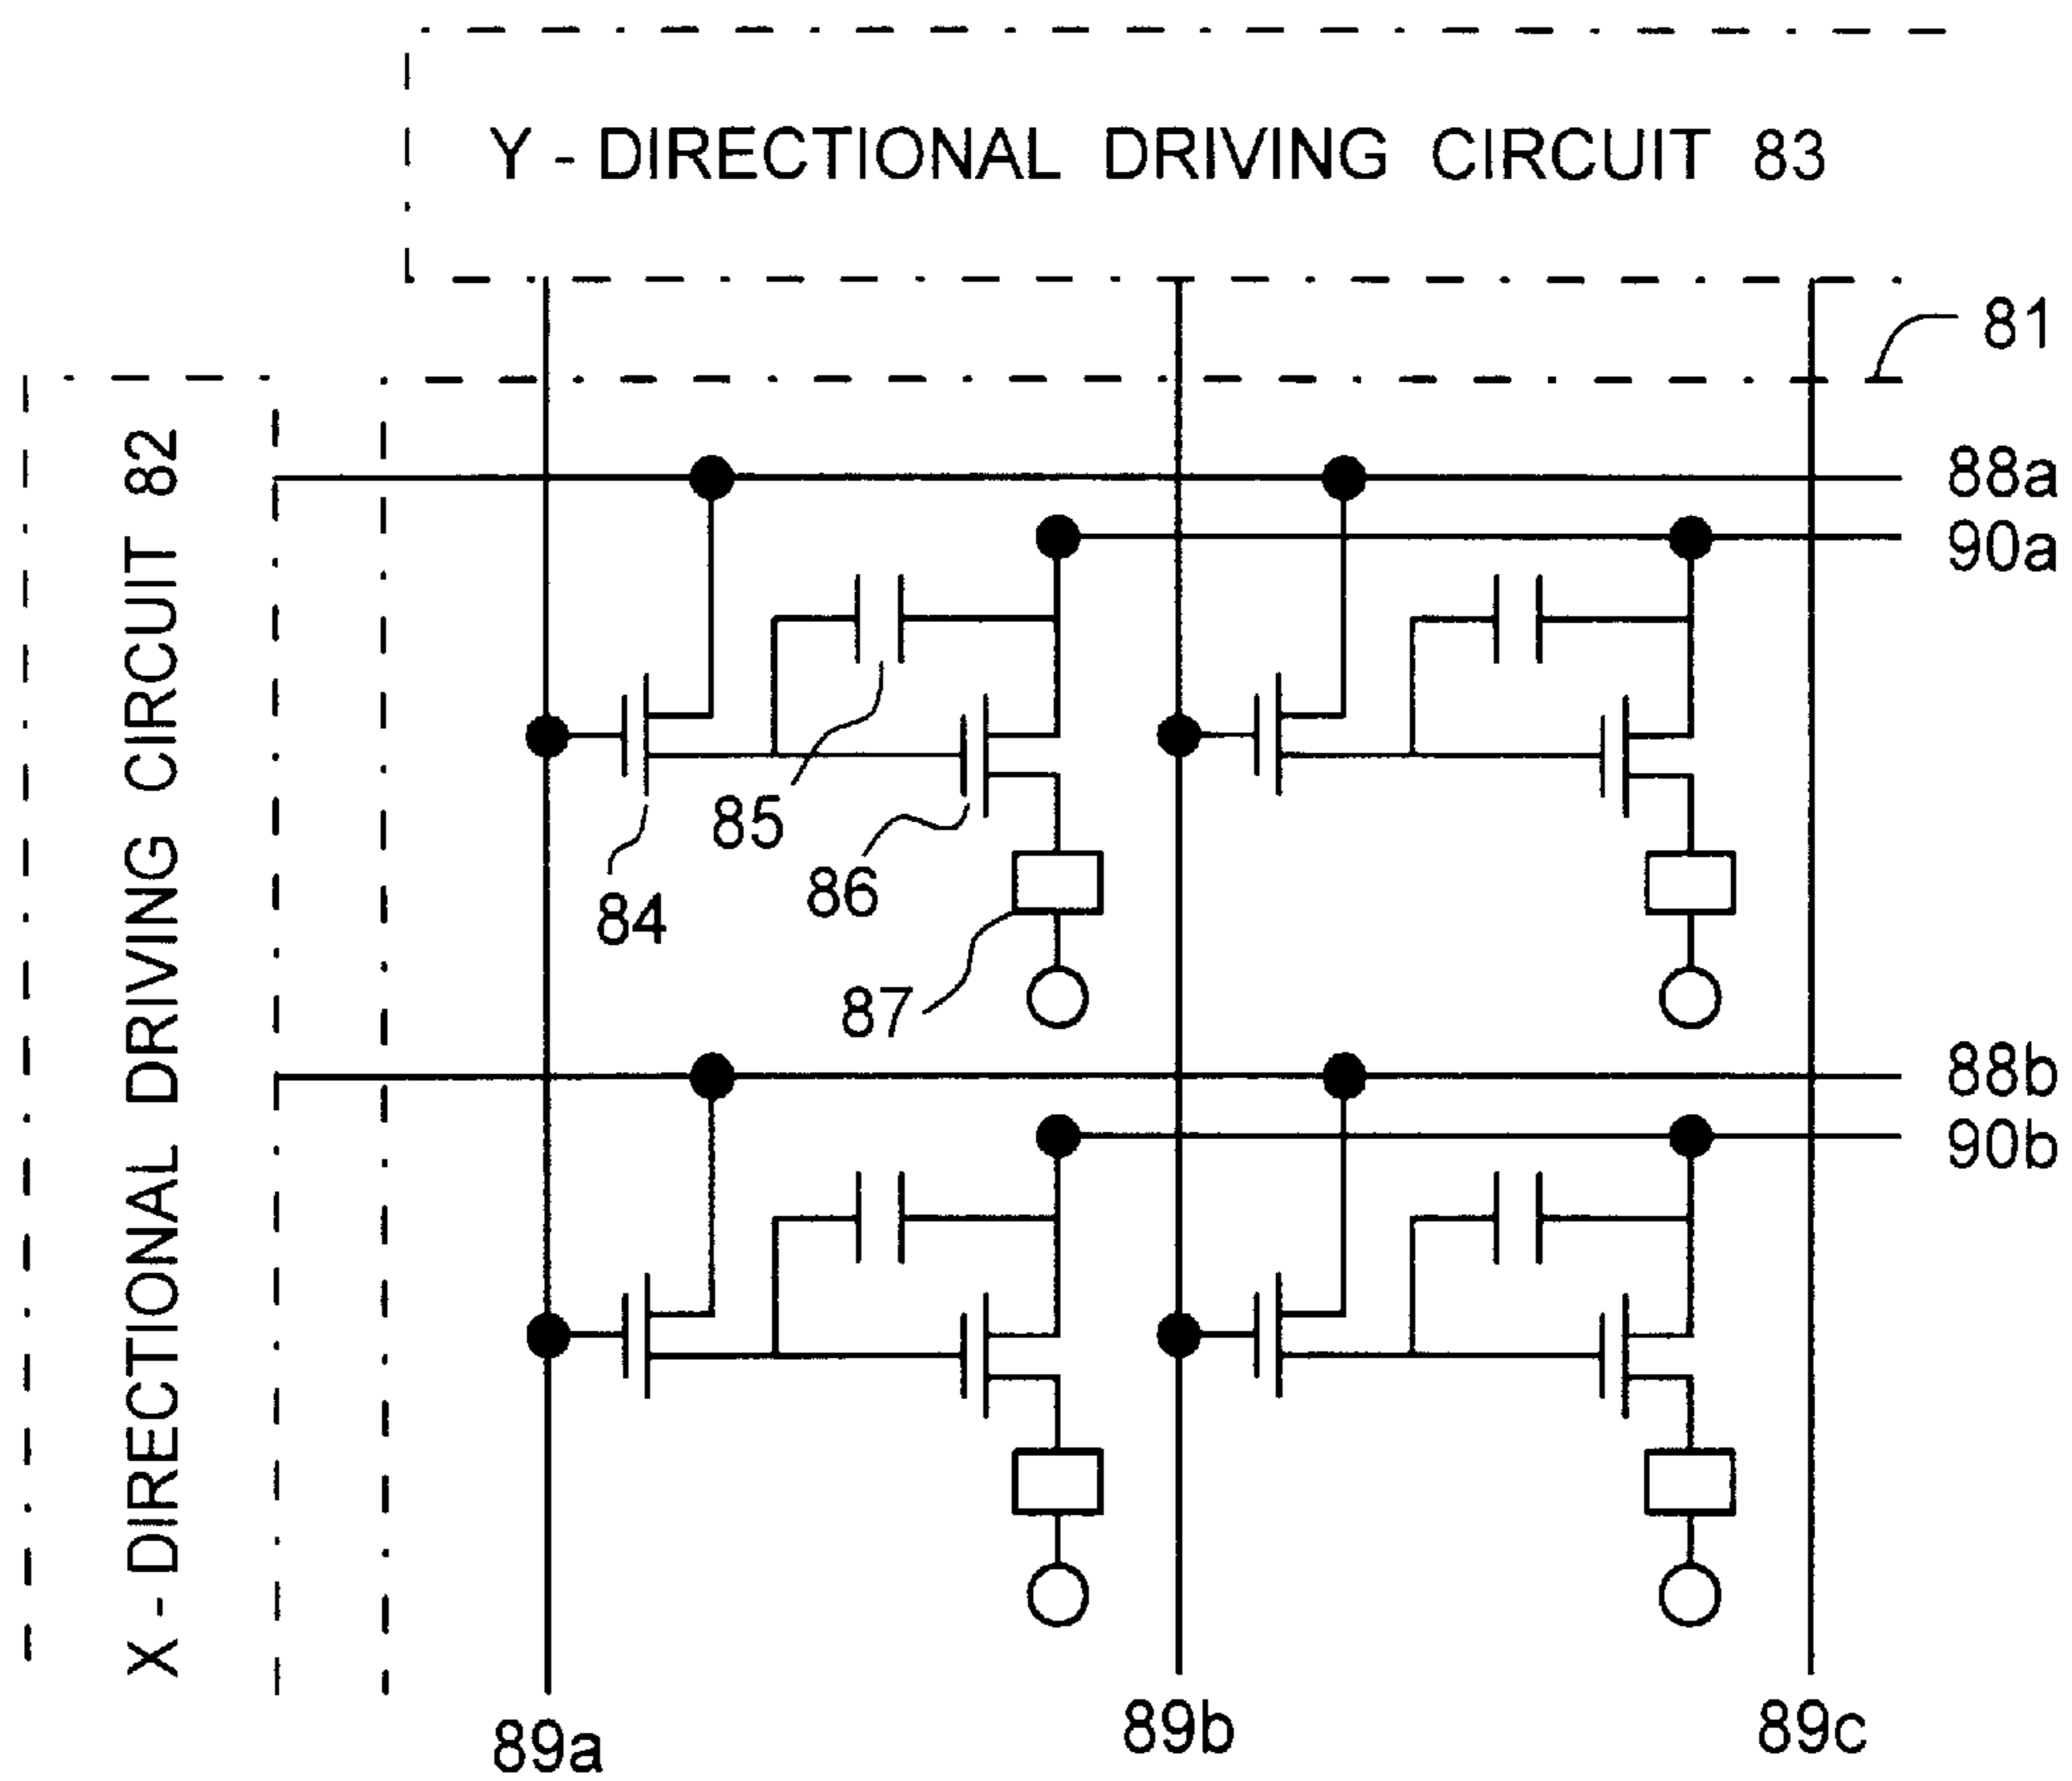 Y - DIRECTIONAL DRIVING CIRCUIT 83
81
X - DIRECTIONAL DRIVING CIRCUIT 82
88a
90a
85
86
84
87
88b
90b
89a
89b
89c